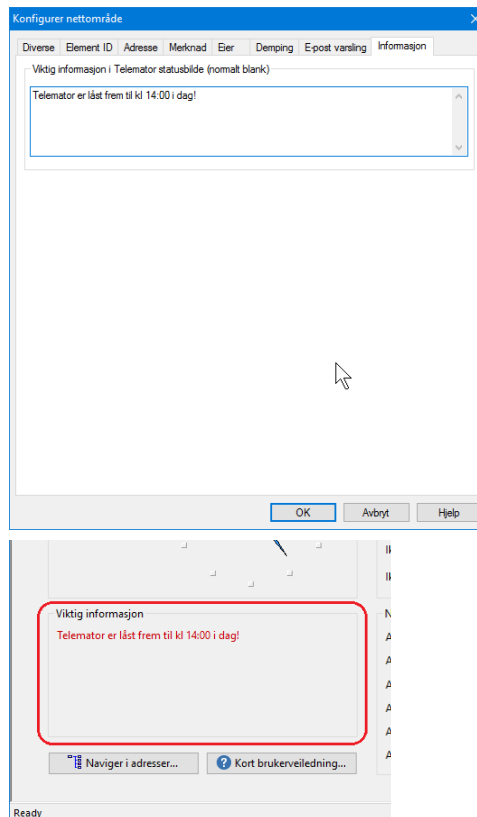 Konfigurer nettområde
Diverse Element ID Adresse Merknad Eier Demping E-post varsling Informasjon
Viktig informasjon i Telemator statusbilde (normalt blank)
Telemator er låst frem til kl 14:00 i dag!
OK Avbryt Hjelp
Viktig informasjon
Telemator er låst frem til kl 14:00 i dag!
Naviger i adresser... Kort brukerveiledning...
Ready